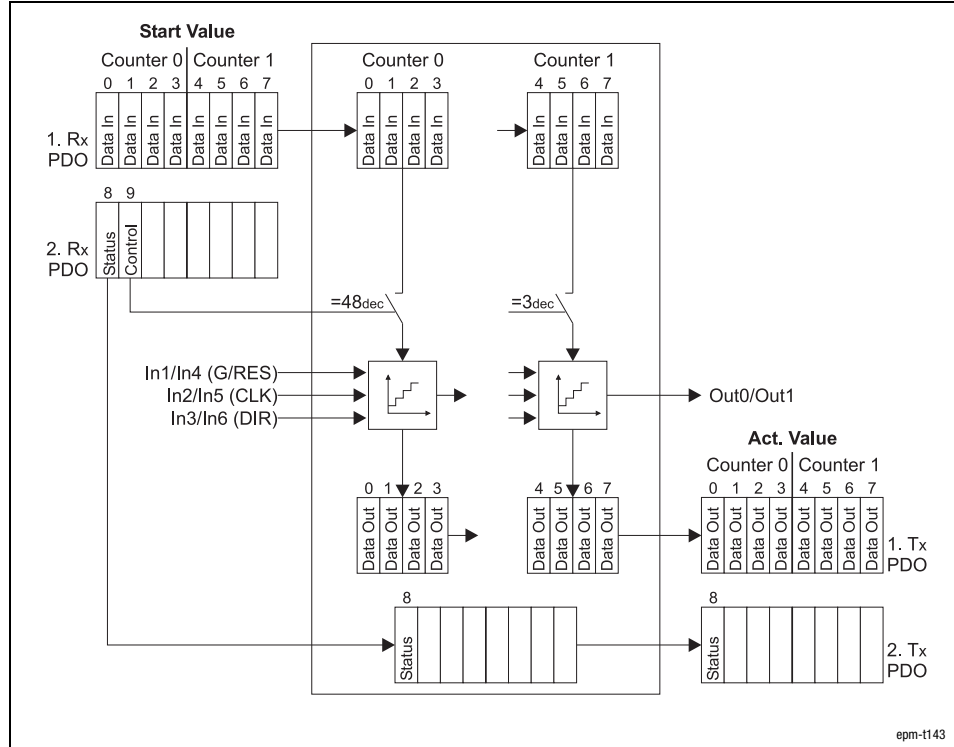 Start Value
Counter 0 Counter 1
0 1 2 3 4 5 6 7
1. Rx PDO
Data In Data In Data In Data In Data In Data In Data In Data In
8 9
2. Rx PDO
Status Control
Counter 0
0 1 2 3
Data In Data In Data In Data In
Counter 1
4 5 6 7
Data In Data In Data In Data In
=48dec
=3dec
In1/In4 (G/RES)
In2/In5 (CLK)
In3/In6 (DIR)
Out0/Out1
0 1 2 3
Data Out Data Out Data Out Data Out
4 5 6 7
Data Out Data Out Data Out Data Out
Act. Value
Counter 0 Counter 1
0 1 2 3 4 5 6 7
Data Out Data Out Data Out Data Out Data Out Data Out Data Out Data Out
1. Tx PDO
8
Status
8
Status
2. Tx PDO
epm-t143